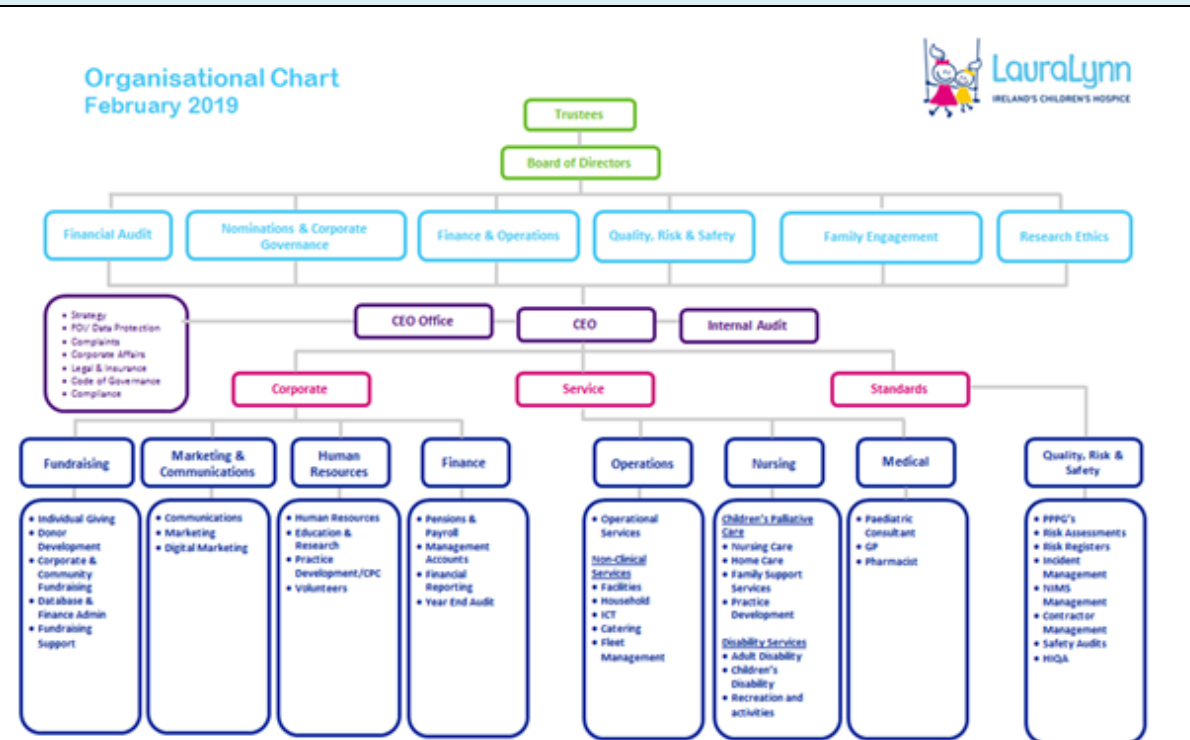 Organisational Chart
February 2019
LauraLynn
IRELAND'S CHILDREN'S HOSPICE
Trustees
Board of Directors
Financial Audit
Nominations & Corporate
Governance
Finance & Operations
Quality, Risk & Safety
Family Engagement
Research Ethics
• Strategy
• FOI/ Data Protection
• Complaints
• Corporate Affairs
• Legal & Insurance
• Code of Governance
• Compliance
CEO Office
CEO
Internal Audit
Corporate
Service
Standards
Fundraising
Marketing &
Communications
Human
Resources
Finance
Operations
Nursing
Medical
Quality, Risk &
Safety
• Individual Giving
• Donor
Development
• Corporate &
Community
Fundraising
• Database &
Finance Admin
• Fundraising
Support
• Communications
• Marketing
• Digital Marketing
• Human Resources
• Education &
Research
• Practice
Development/CPC
• Volunteers
• Pensions &
Payroll
• Management
Accounts
• Financial
Reporting
• Year End Audit
• Operational
Services
Non-Clinical
Services
• Facilities
• Household
• ICT
• Catering
• Fleet
Management
Children's Palliative
Care
• Nursing Care
• Home Care
• Family Support
Services
• Practice
Development
Disability Services
• Adult Disability
• Children's
Disability
• Recreation and
activities
• Paediatric
Consultant
• GP
• Pharmacist
• PPPG's
• Risk Assessments
• Risk Registers
• Incident
Management
• NIMS
Management
• Contractor
Management
• Safety Audits
• HIQA